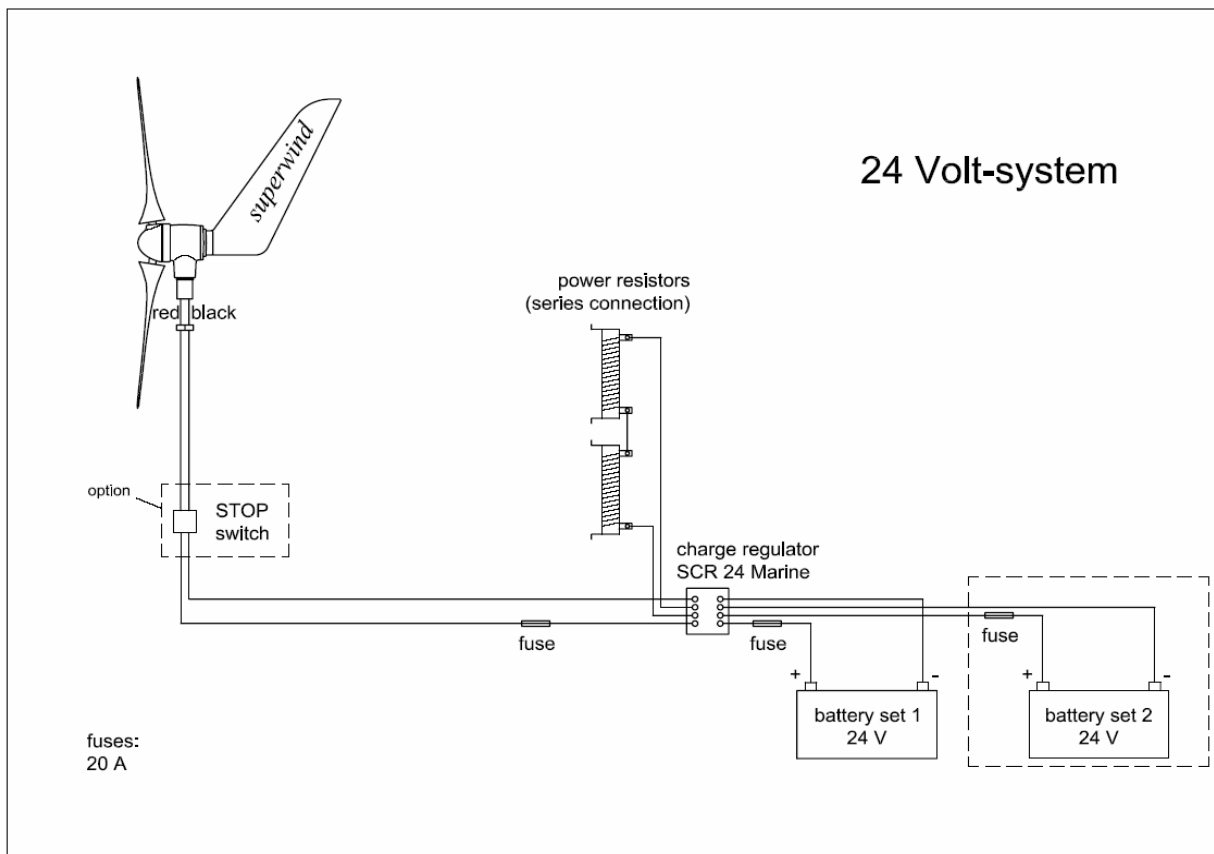 superwind
24 Volt-system
power resistors
(series connection)
red black
option
STOP
switch
charge regulator
SCR 24 Marine
fuse
fuse
fuse
+
-
+
-
battery set 1
24 V
battery set 2
24 V
fuses:
20 A